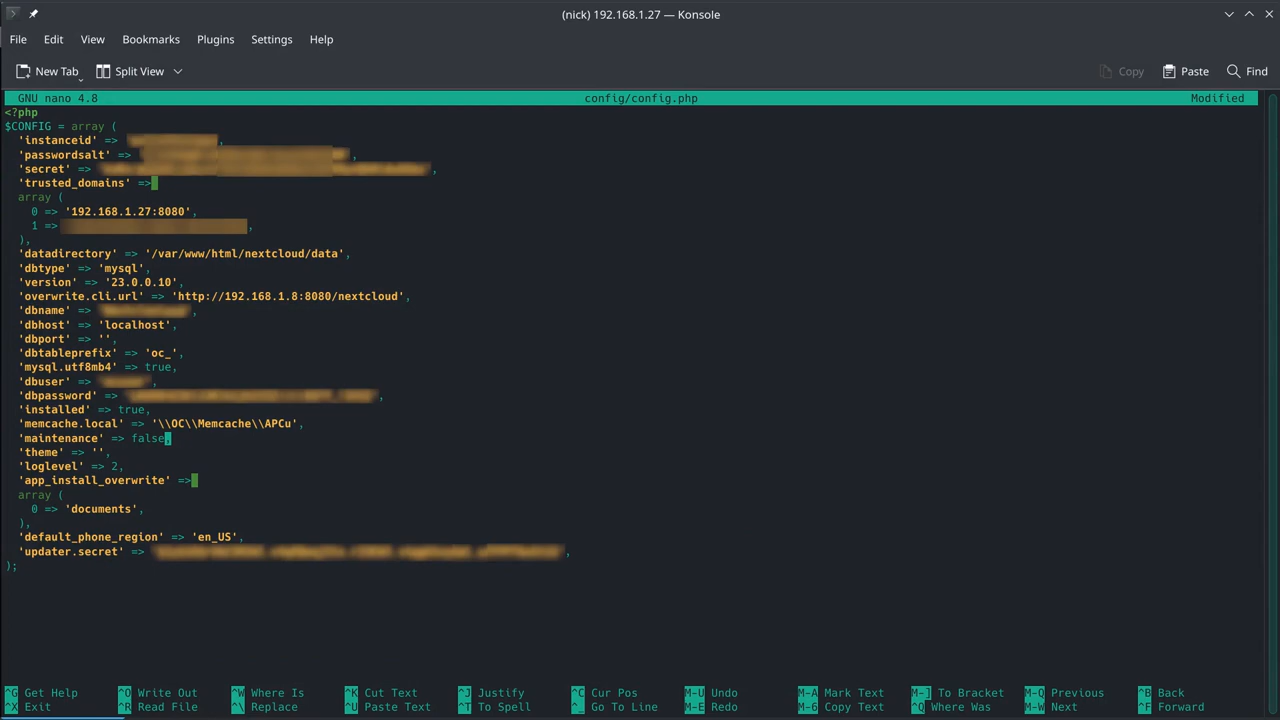 (nick) 192.168.1.27 — Konsole
File Edit View Bookmarks Plugins Settings Help
New Tab Split View Copy Paste Find
GNU nano 4.8 config/config.php Modified
<?php
$CONFIG = array (
'instanceid' => ,
'passwordsalt' => ,
'secret' => ,
'trusted_domains' =>
array (
0 => '192.168.1.27:8080',
1 => ,
),
'datadirectory' => '/var/www/html/nextcloud/data',
'dbtype' => 'mysql',
'version' => '23.0.0.10',
'overwrite.cli.url' => 'http://192.168.1.8:8080/nextcloud',
'dbname' => ,
'dbhost' => 'localhost',
'dbport' => '',
'dbtableprefix' => 'oc_',
'mysql.utf8mb4' => true,
'dbuser' => ,
'dbpassword' => ,
'installed' => true,
'memcache.local' => '\\OC\\Memcache\\APCu',
'maintenance' => false,
'theme' => '',
'loglevel' => 2,
'app_install_overwrite' =>
array (
0 => 'documents',
),
'default_phone_region' => 'en_US',
'updater.secret' => ,
);
^G Get Help ^O Write Out ^W Where Is ^K Cut Text ^J Justify ^C Cur Pos M-U Undo M-A Mark Text M-] To Bracket M-Q Previous ^B Back
^X Exit ^R Read File ^\ Replace ^U Paste Text ^T To Spell ^_ Go To Line M-E Redo M-6 Copy Text ^Q Where Was M-W Next ^F Forward